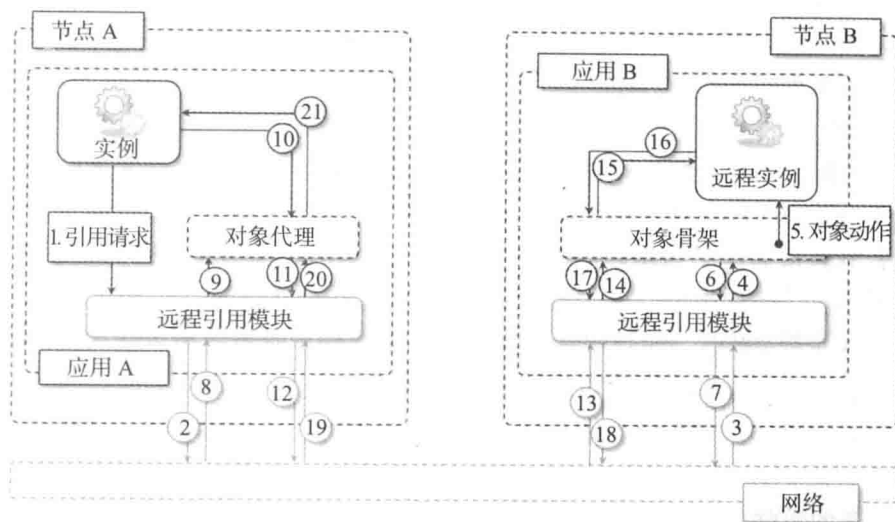 节点 A
节点 B
应用 B
实例
21
10
16
15
远程实例
1. 引用请求
对象代理
对象骨架
5. 对象动作
9
11
20
17
14
6
4
远程引用模块
远程引用模块
应用 A
8
12
2
19
13
7
18
3
网络